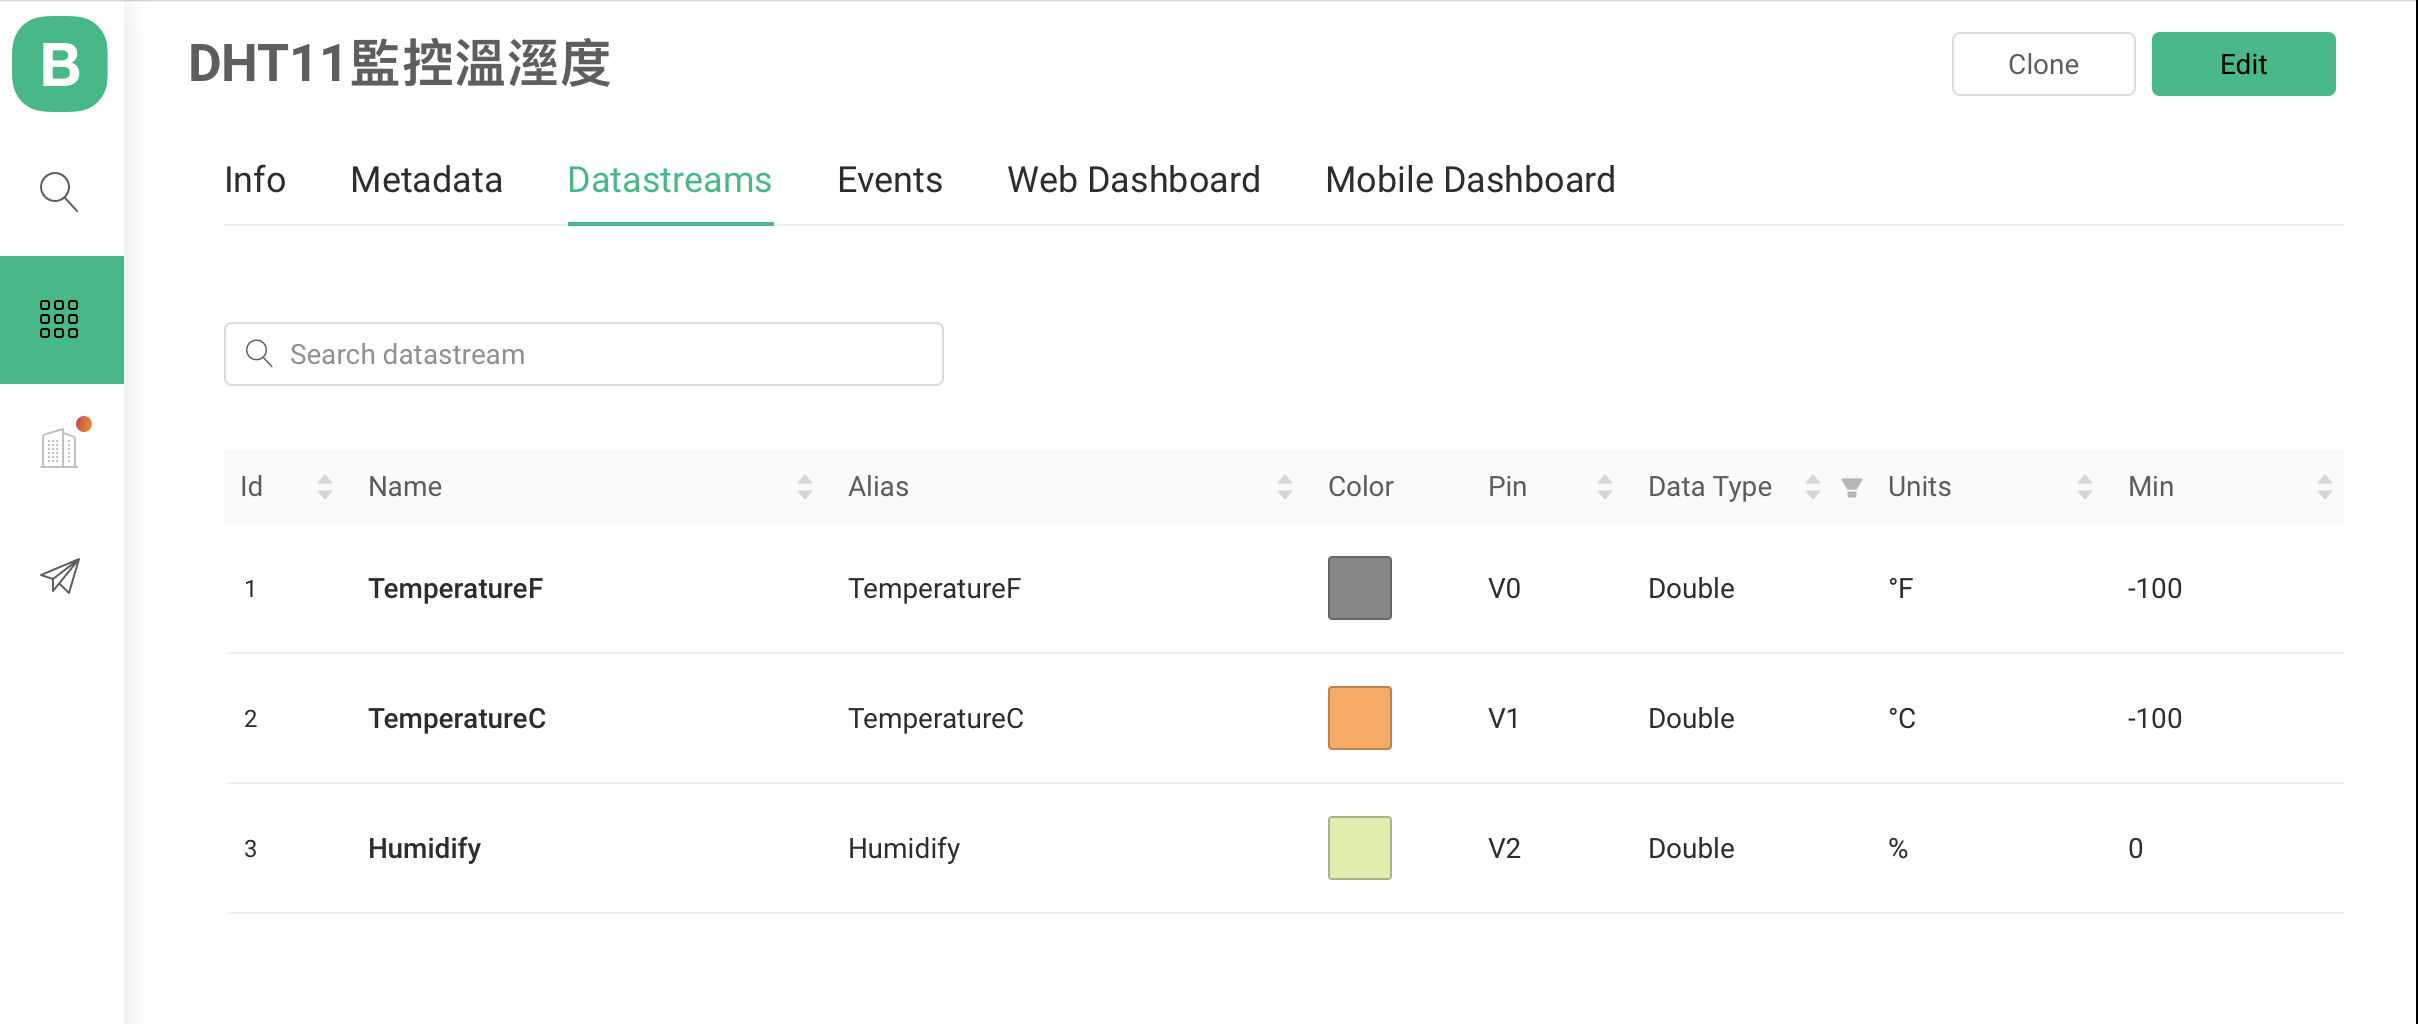 B
DHT11監控溫溼度
Clone
Edit
Info Metadata Datastreams Events Web Dashboard Mobile Dashboard
Search datastream
Id Name Alias Color Pin Data Type Units Min
1 TemperatureF TemperatureF V0 Double °F -100
2 TemperatureC TemperatureC V1 Double °C -100
3 Humidify Humidify V2 Double % 0